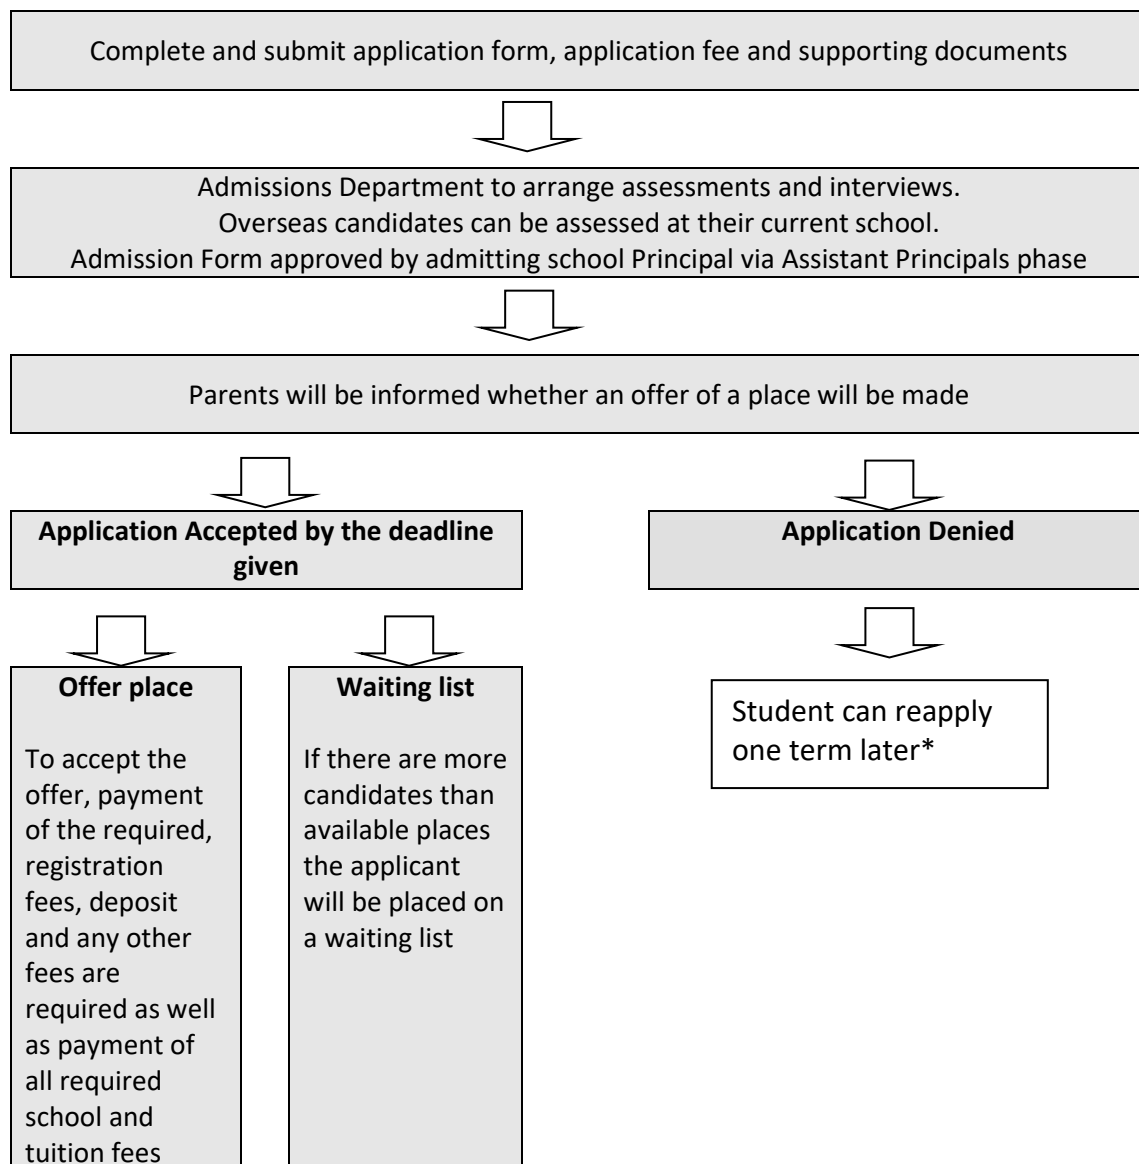 Complete and submit application form, application fee and supporting documents
Admissions Department to arrange assessments and interviews.
Overseas candidates can be assessed at their current school.
Admission Form approved by admitting school Principal via Assistant Principals phase
Parents will be informed whether an offer of a place will be made
Application Accepted by the deadline
given
Application Denied
Offer place
To accept the
offer, payment
of the required,
registration
fees, deposit
and any other
fees are
required as well
as payment of
all required
school and
tuition fees
Waiting list
If there are more
candidates than
available places
the applicant
will be placed on
a waiting list
Student can reapply
one term later*